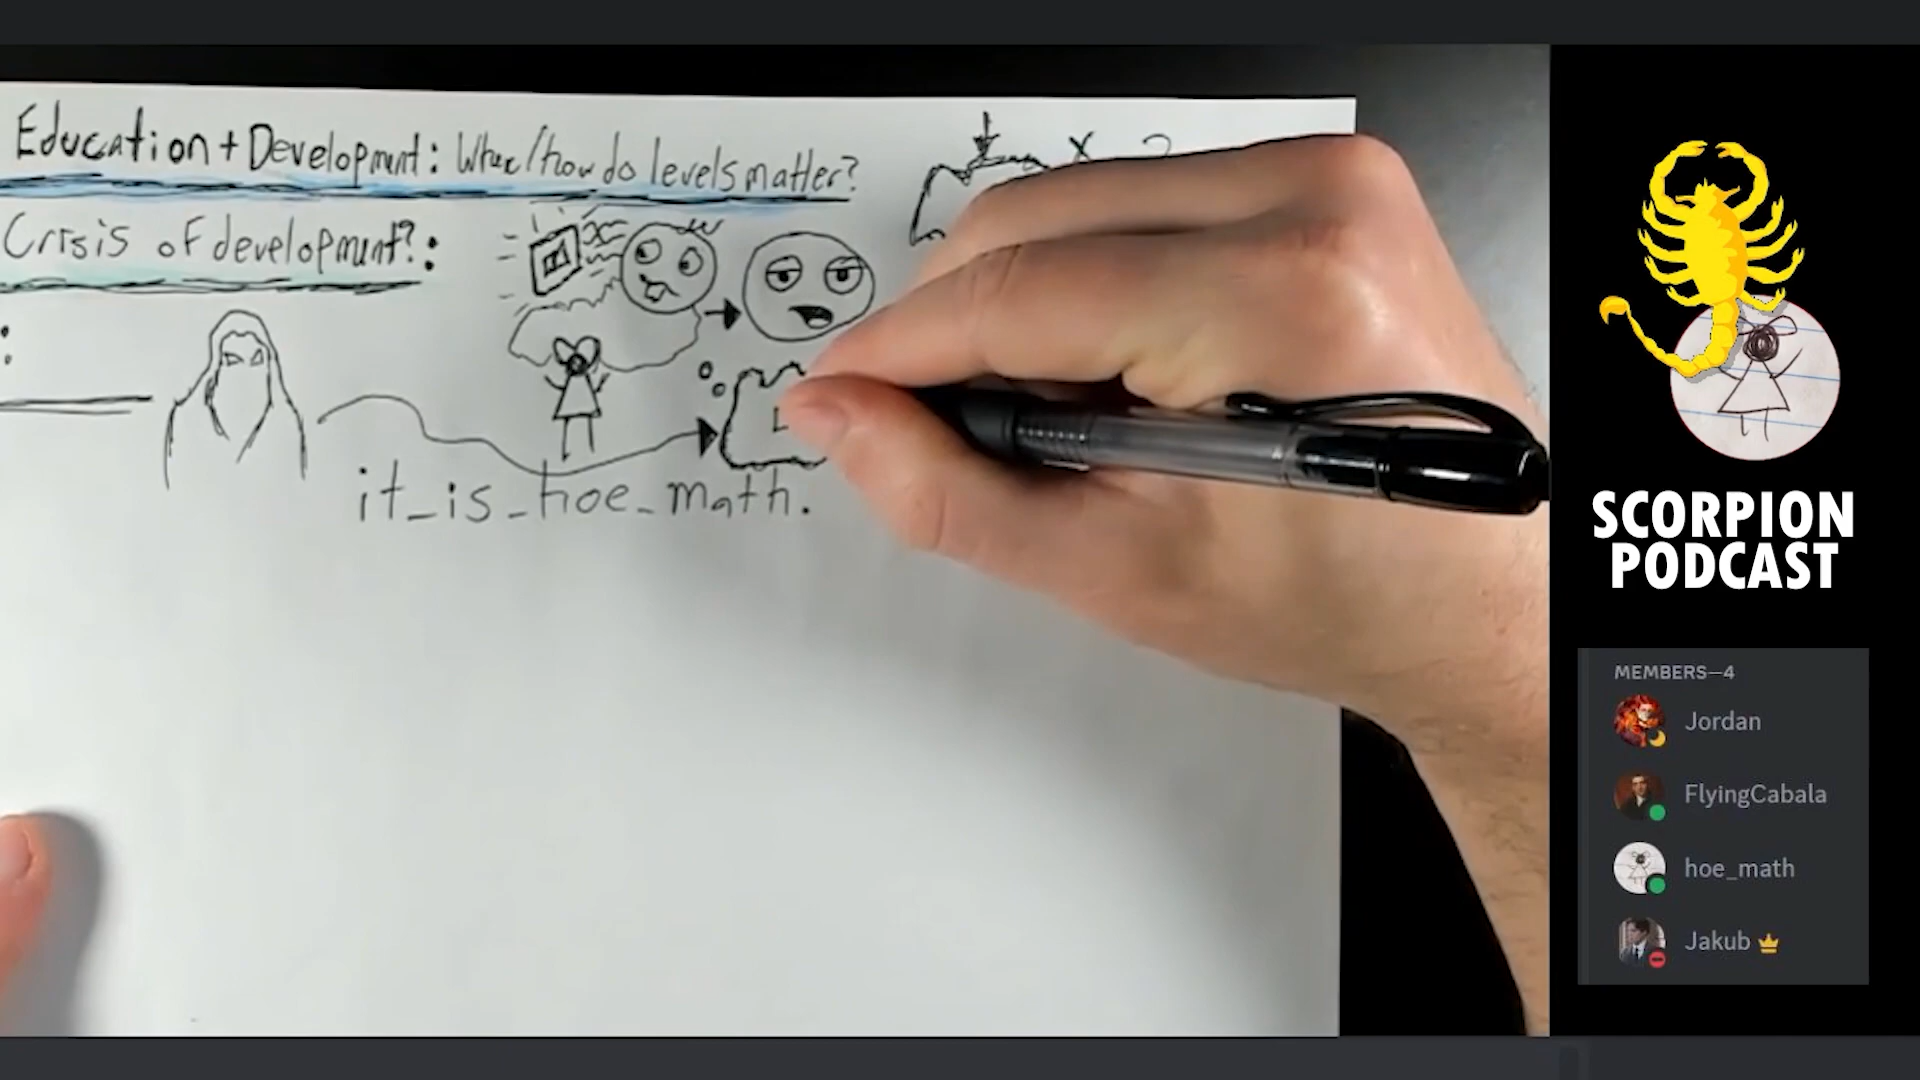 Education + Development: When/how do levels matter?
Crisis of development?:
:
it_is_hoe_math.
x ?
SCORPION
PODCAST
MEMBERS—4
Jordan
FlyingCabala
hoe_math
Jakub